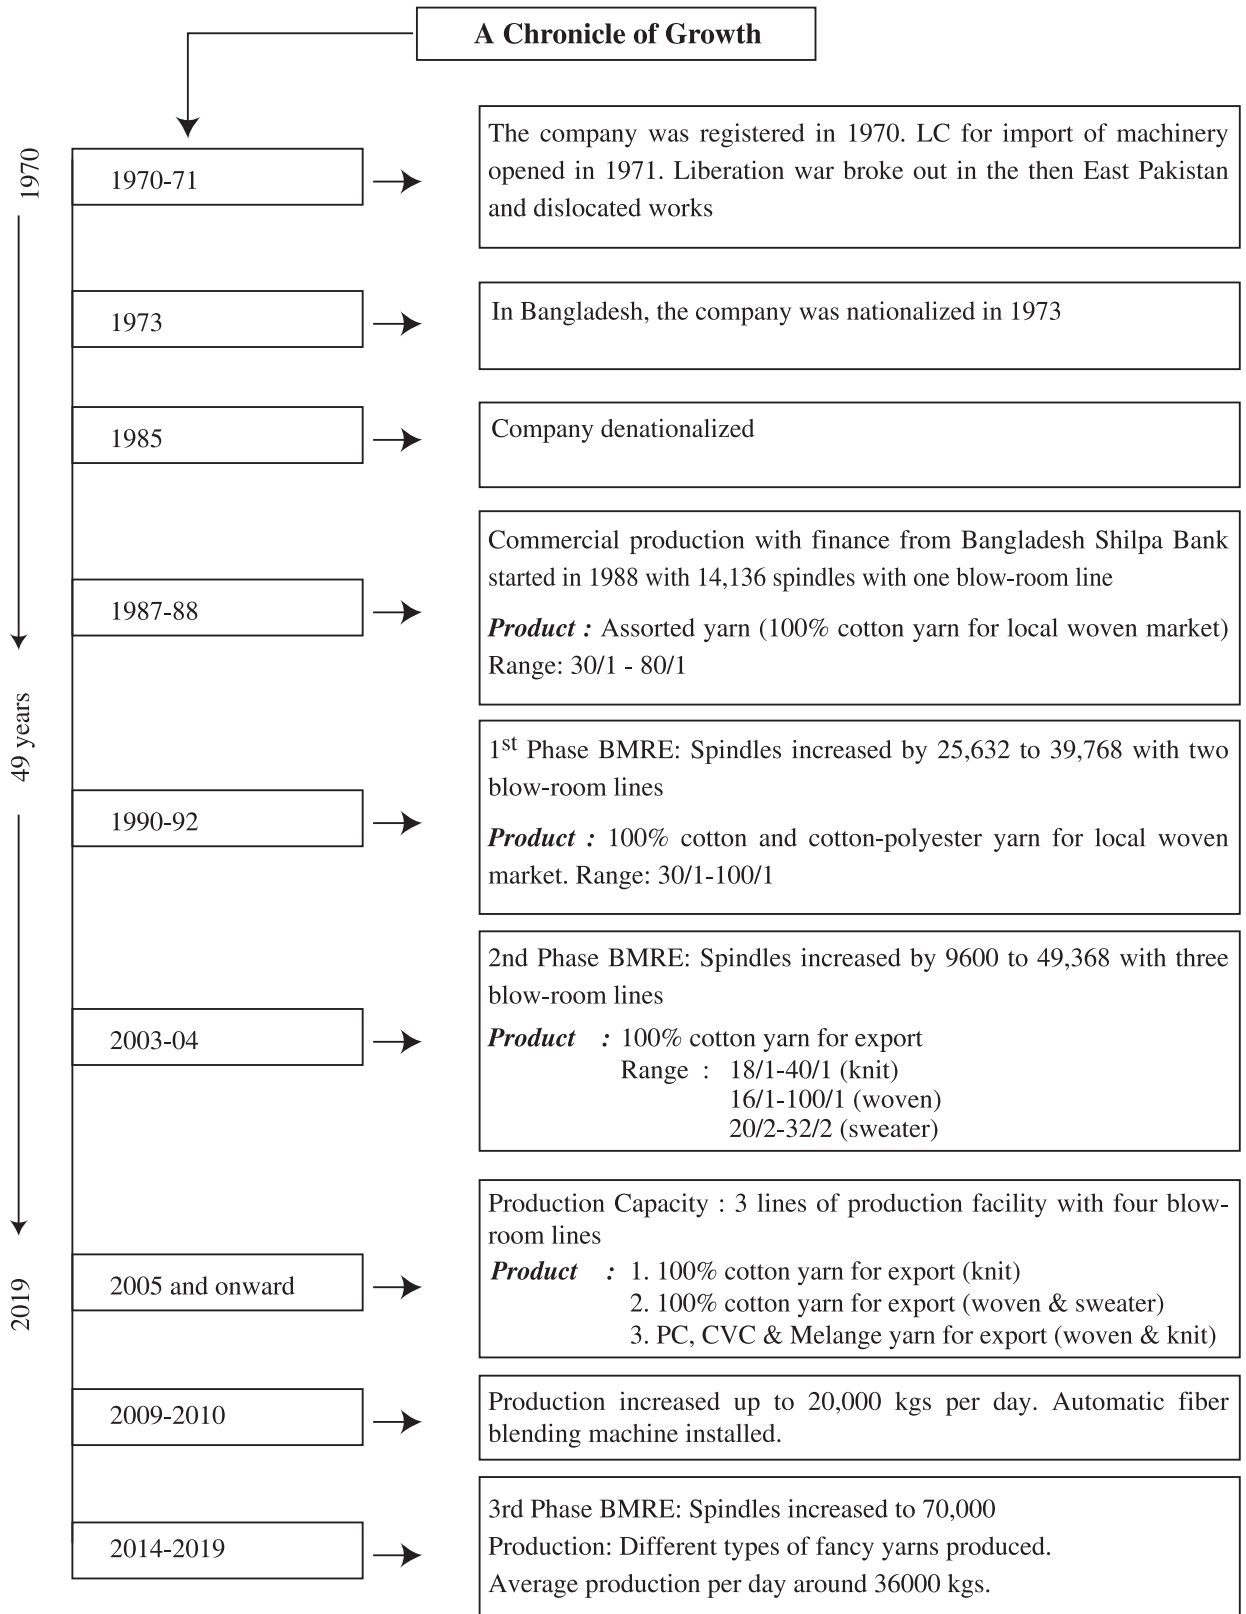 A Chronicle of Growth
1970
49 years
2019
1970-71
The company was registered in 1970. LC for import of machinery
opened in 1971. Liberation war broke out in the then East Pakistan
and dislocated works
1973
In Bangladesh, the company was nationalized in 1973
1985
Company denationalized
1987-88
Commercial production with finance from Bangladesh Shilpa Bank
started in 1988 with 14,136 spindles with one blow-room line
Product : Assorted yarn (100% cotton yarn for local woven market)
Range: 30/1 - 80/1
1990-92
1st Phase BMRE: Spindles increased by 25,632 to 39,768 with two
blow-room lines
Product : 100% cotton and cotton-polyester yarn for local woven
market. Range: 30/1-100/1
2003-04
2nd Phase BMRE: Spindles increased by 9600 to 49,368 with three
blow-room lines
Product : 100% cotton yarn for export
Range : 18/1-40/1 (knit)
16/1-100/1 (woven)
20/2-32/2 (sweater)
2005 and onward
Production Capacity : 3 lines of production facility with four blow-
room lines
Product : 1. 100% cotton yarn for export (knit)
2. 100% cotton yarn for export (woven & sweater)
3. PC, CVC & Melange yarn for export (woven & knit)
2009-2010
Production increased up to 20,000 kgs per day. Automatic fiber
blending machine installed.
2014-2019
3rd Phase BMRE: Spindles increased to 70,000
Production: Different types of fancy yarns produced.
Average production per day around 36000 kgs.